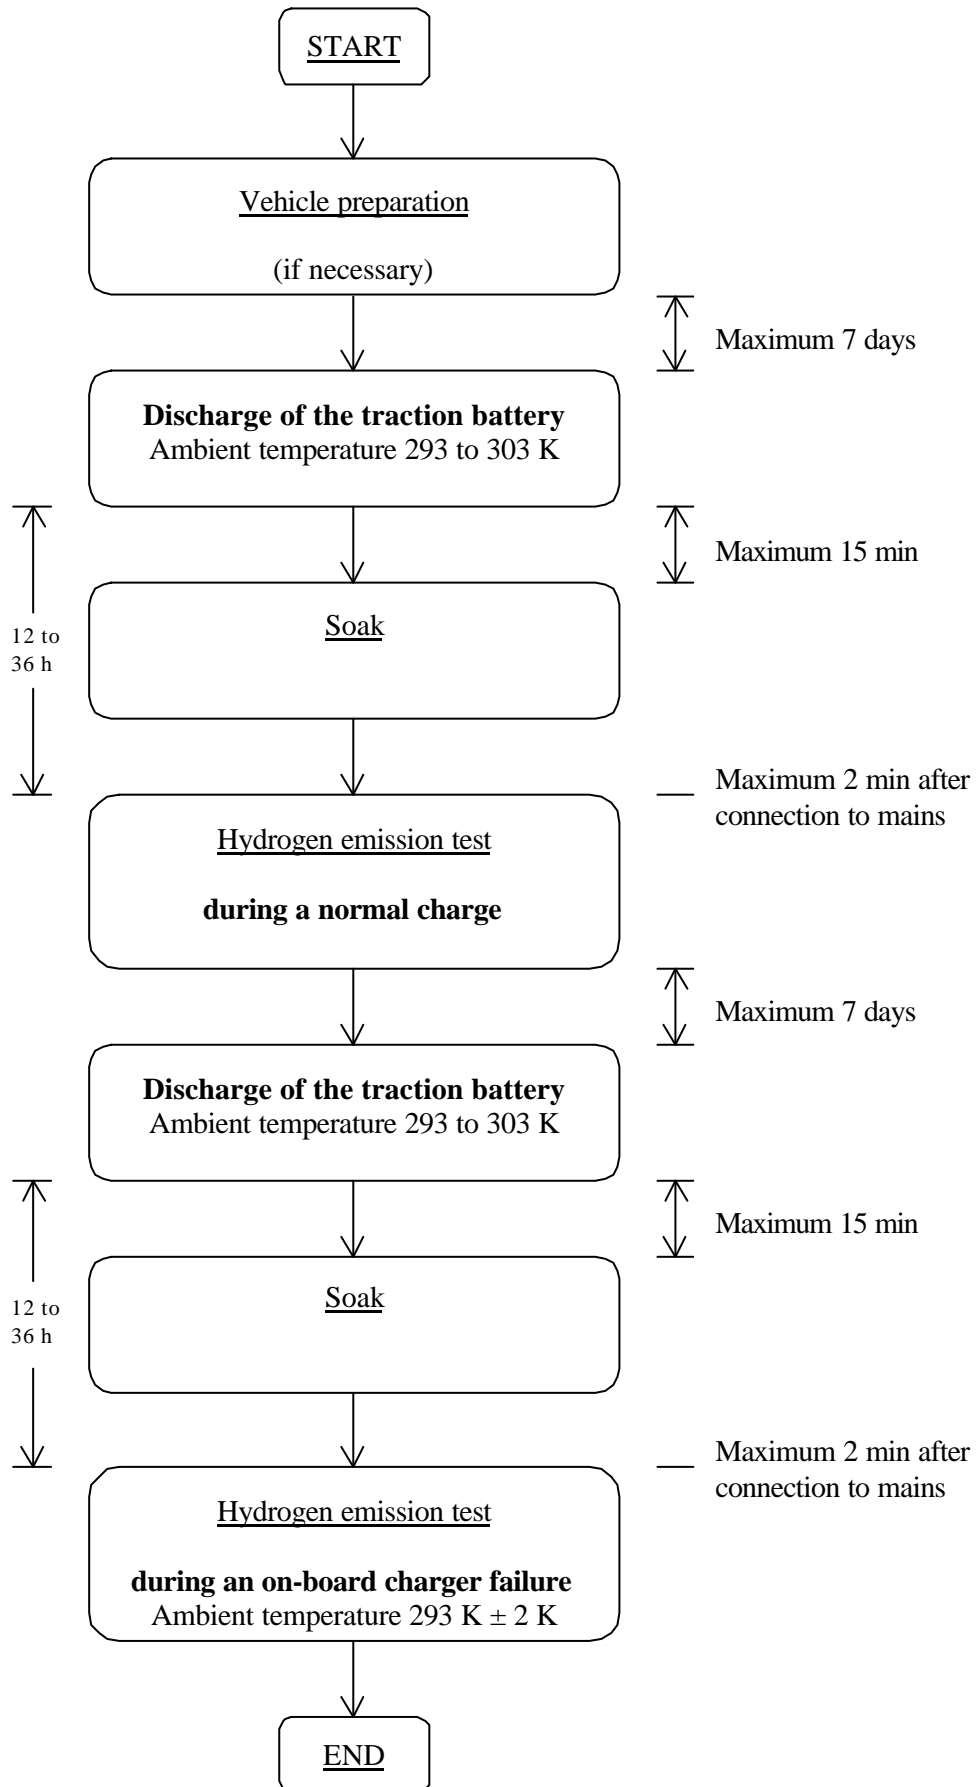 START
Vehicle preparation
(if necessary)
Maximum 7 days
Discharge of the traction battery
Ambient temperature 293 to 303 K
Maximum 15 min
12 to
36 h
Soak
Maximum 2 min after
connection to mains
Hydrogen emission test
during a normal charge
Maximum 7 days
Discharge of the traction battery
Ambient temperature 293 to 303 K
Maximum 15 min
12 to
36 h
Soak
Maximum 2 min after
connection to mains
Hydrogen emission test
during an on-board charger failure
Ambient temperature 293 K ± 2 K
END